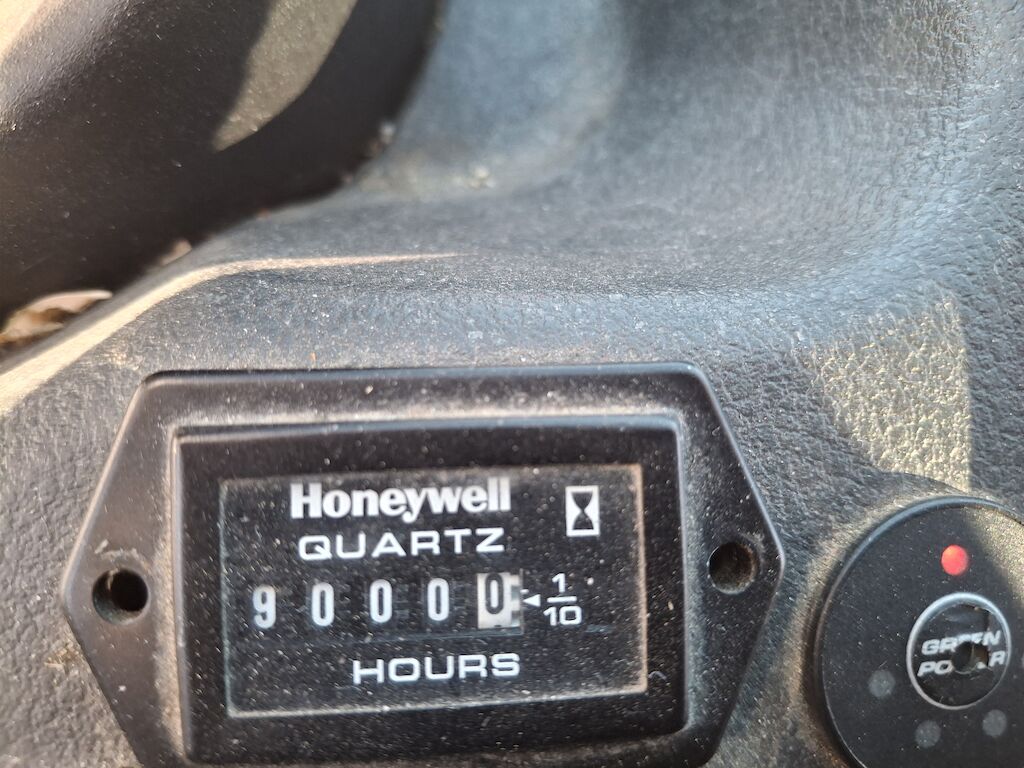 Honeywell
QUARTZ
90000 1/10
HOURS
GREEN
POWER